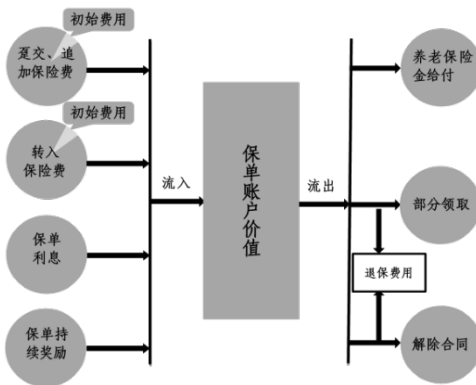 初始费用
趸交、追
加保险费
初始费用
转入
保险费
保单
利息
保单持
续奖励
流入
保单账户价值
流出
养老保险
金给付
部分领取
退保费用
解除合同